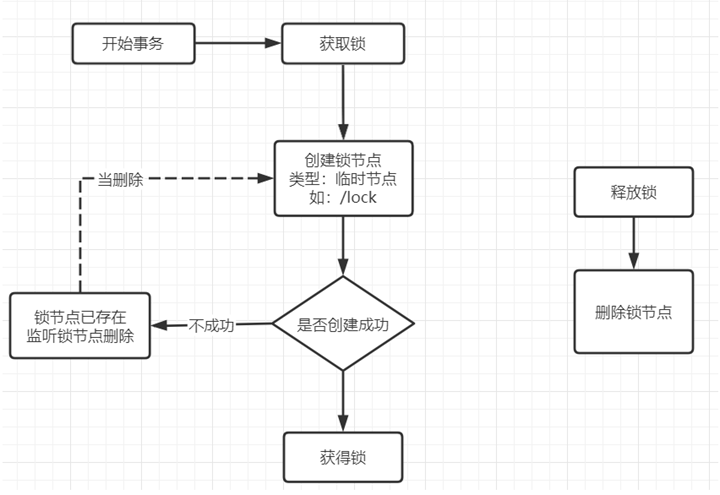 开始事务
获取锁
创建锁节点
类型：临时节点
如：/lock
当删除
释放锁
删除锁节点
锁节点已存在
监听锁节点删除
不成功
是否创建成功
获得锁